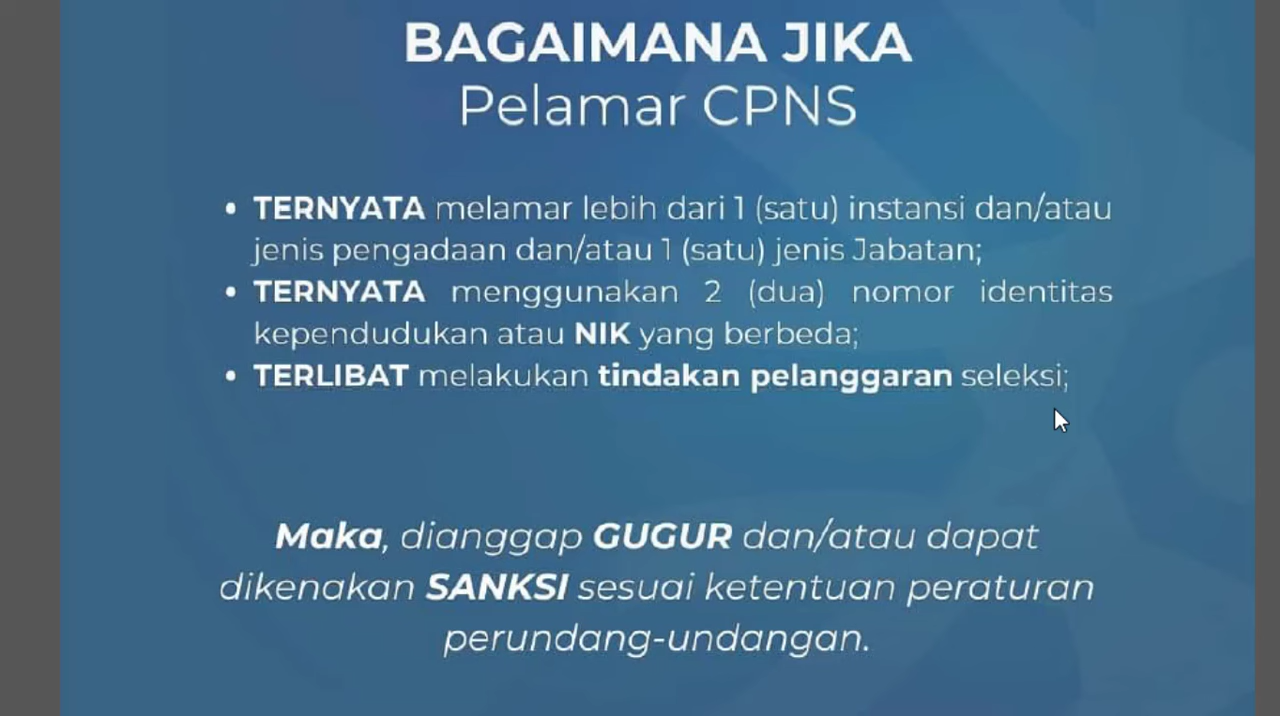 BAGAIMANA JIKA
Pelamar CPNS
• TERNYATA melamar lebih dari 1 (satu) instansi dan/atau
jenis pengadaan dan/atau 1 (satu) jenis Jabatan;
• TERNYATA menggunakan 2 (dua) nomor identitas
kependudukan atau NIK yang berbeda;
• TERLIBAT melakukan tindakan pelanggaran seleksi;
Maka, dianggap GUGUR dan/atau dapat
dikenakan SANKSI sesuai ketentuan peraturan
perundang-undangan.